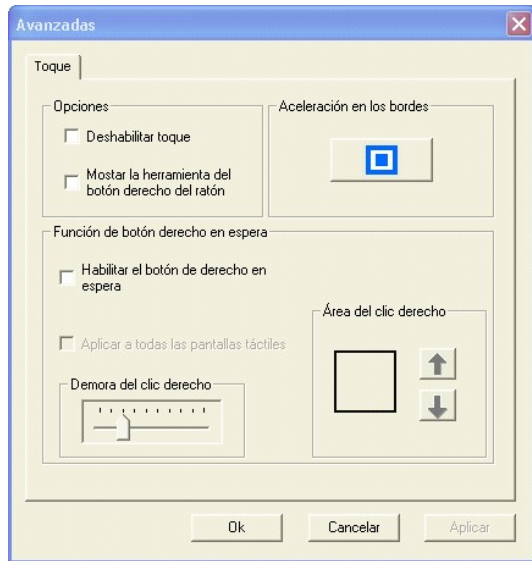 Avanzadas
Toque
Opciones
Deshabilitar toque
Mostar la herramienta del
botón derecho del ratón
Aceleración en los bordes
Función de botón derecho en espera
Habilitar el botón de derecho en
espera
Aplicar a todas las pantallas táctiles
Demora del clic derecho
Área del clic derecho
Ok
Cancelar
Aplicar